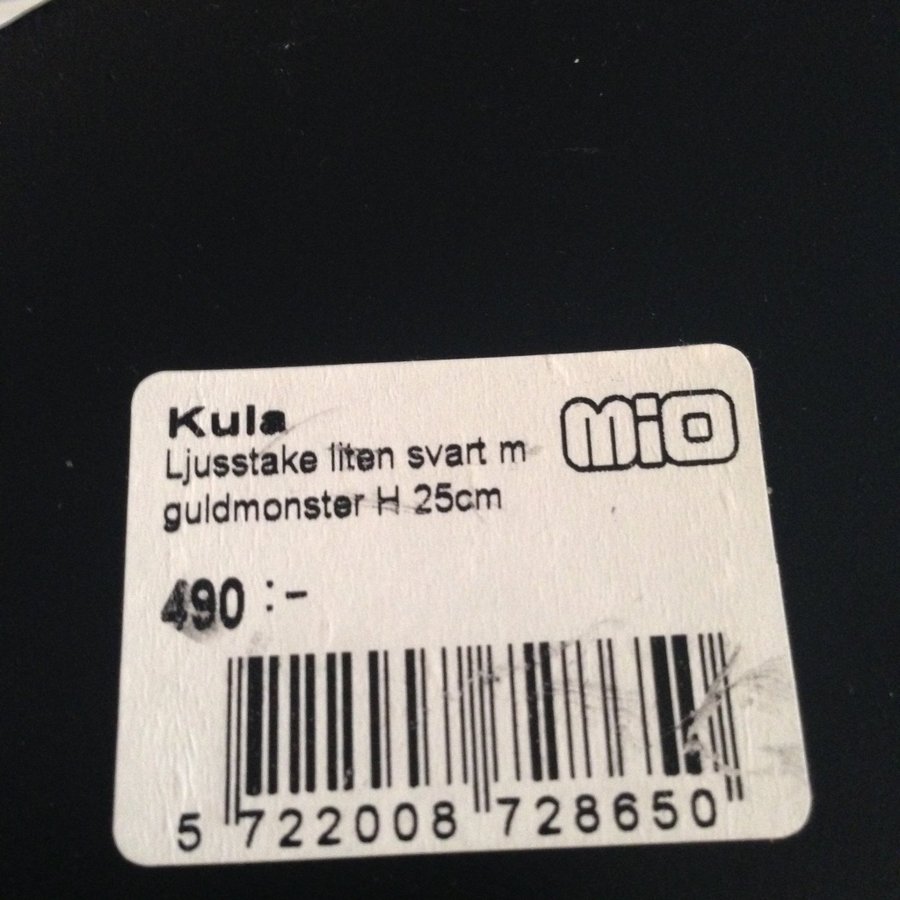 Kula
mio
Ljusstake liten svart m
guldmonster H 25cm
490:-
5 722008 728650